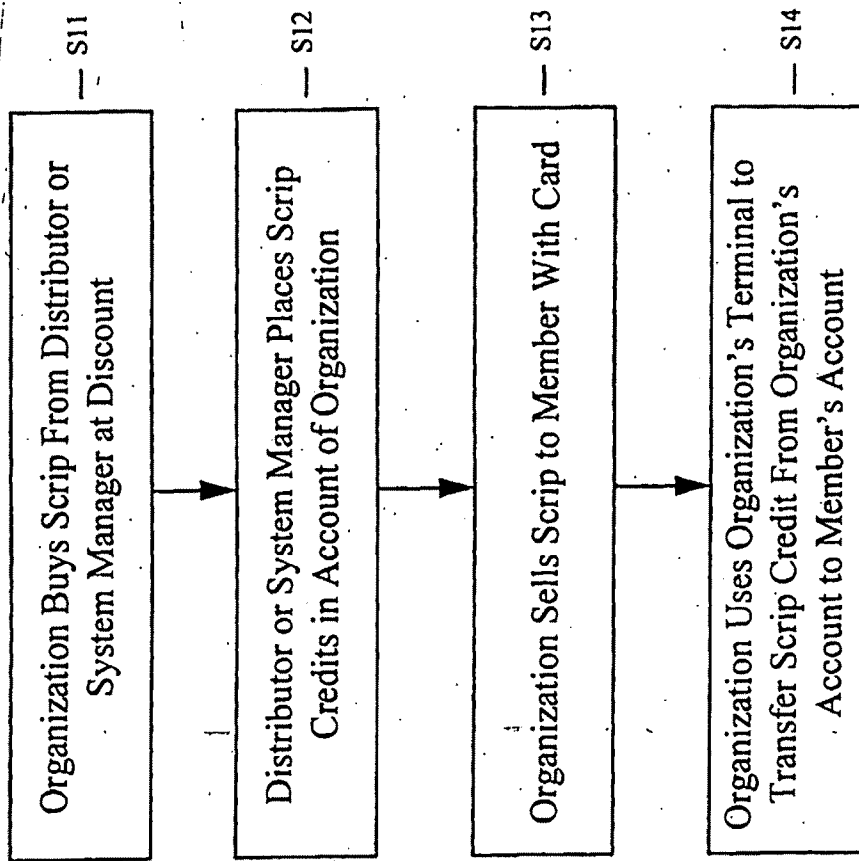 Organization Buys Scrip From Distributor or
System Manager at Discount
S11
Distributor or System Manager Places Scrip
Credits in Account of Organization
S12
Organization Sells Scrip to Member With Card
S13
Organization Uses Organization's Terminal to
Transfer Scrip Credit From Organization's
Account to Member's Account
S14